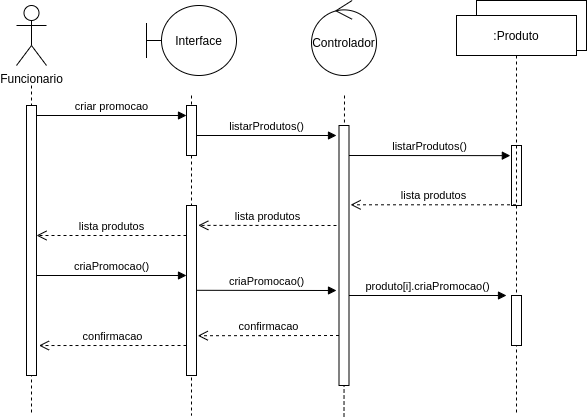 Interface
Controlador
:Produto
Funcionario
criar promocao
listarProdutos()
listarProdutos()
lista produtos
lista produtos
lista produtos
criaPromocao()
criaPromocao()
produto[i].criaPromocao()
confirmacao
confirmacao